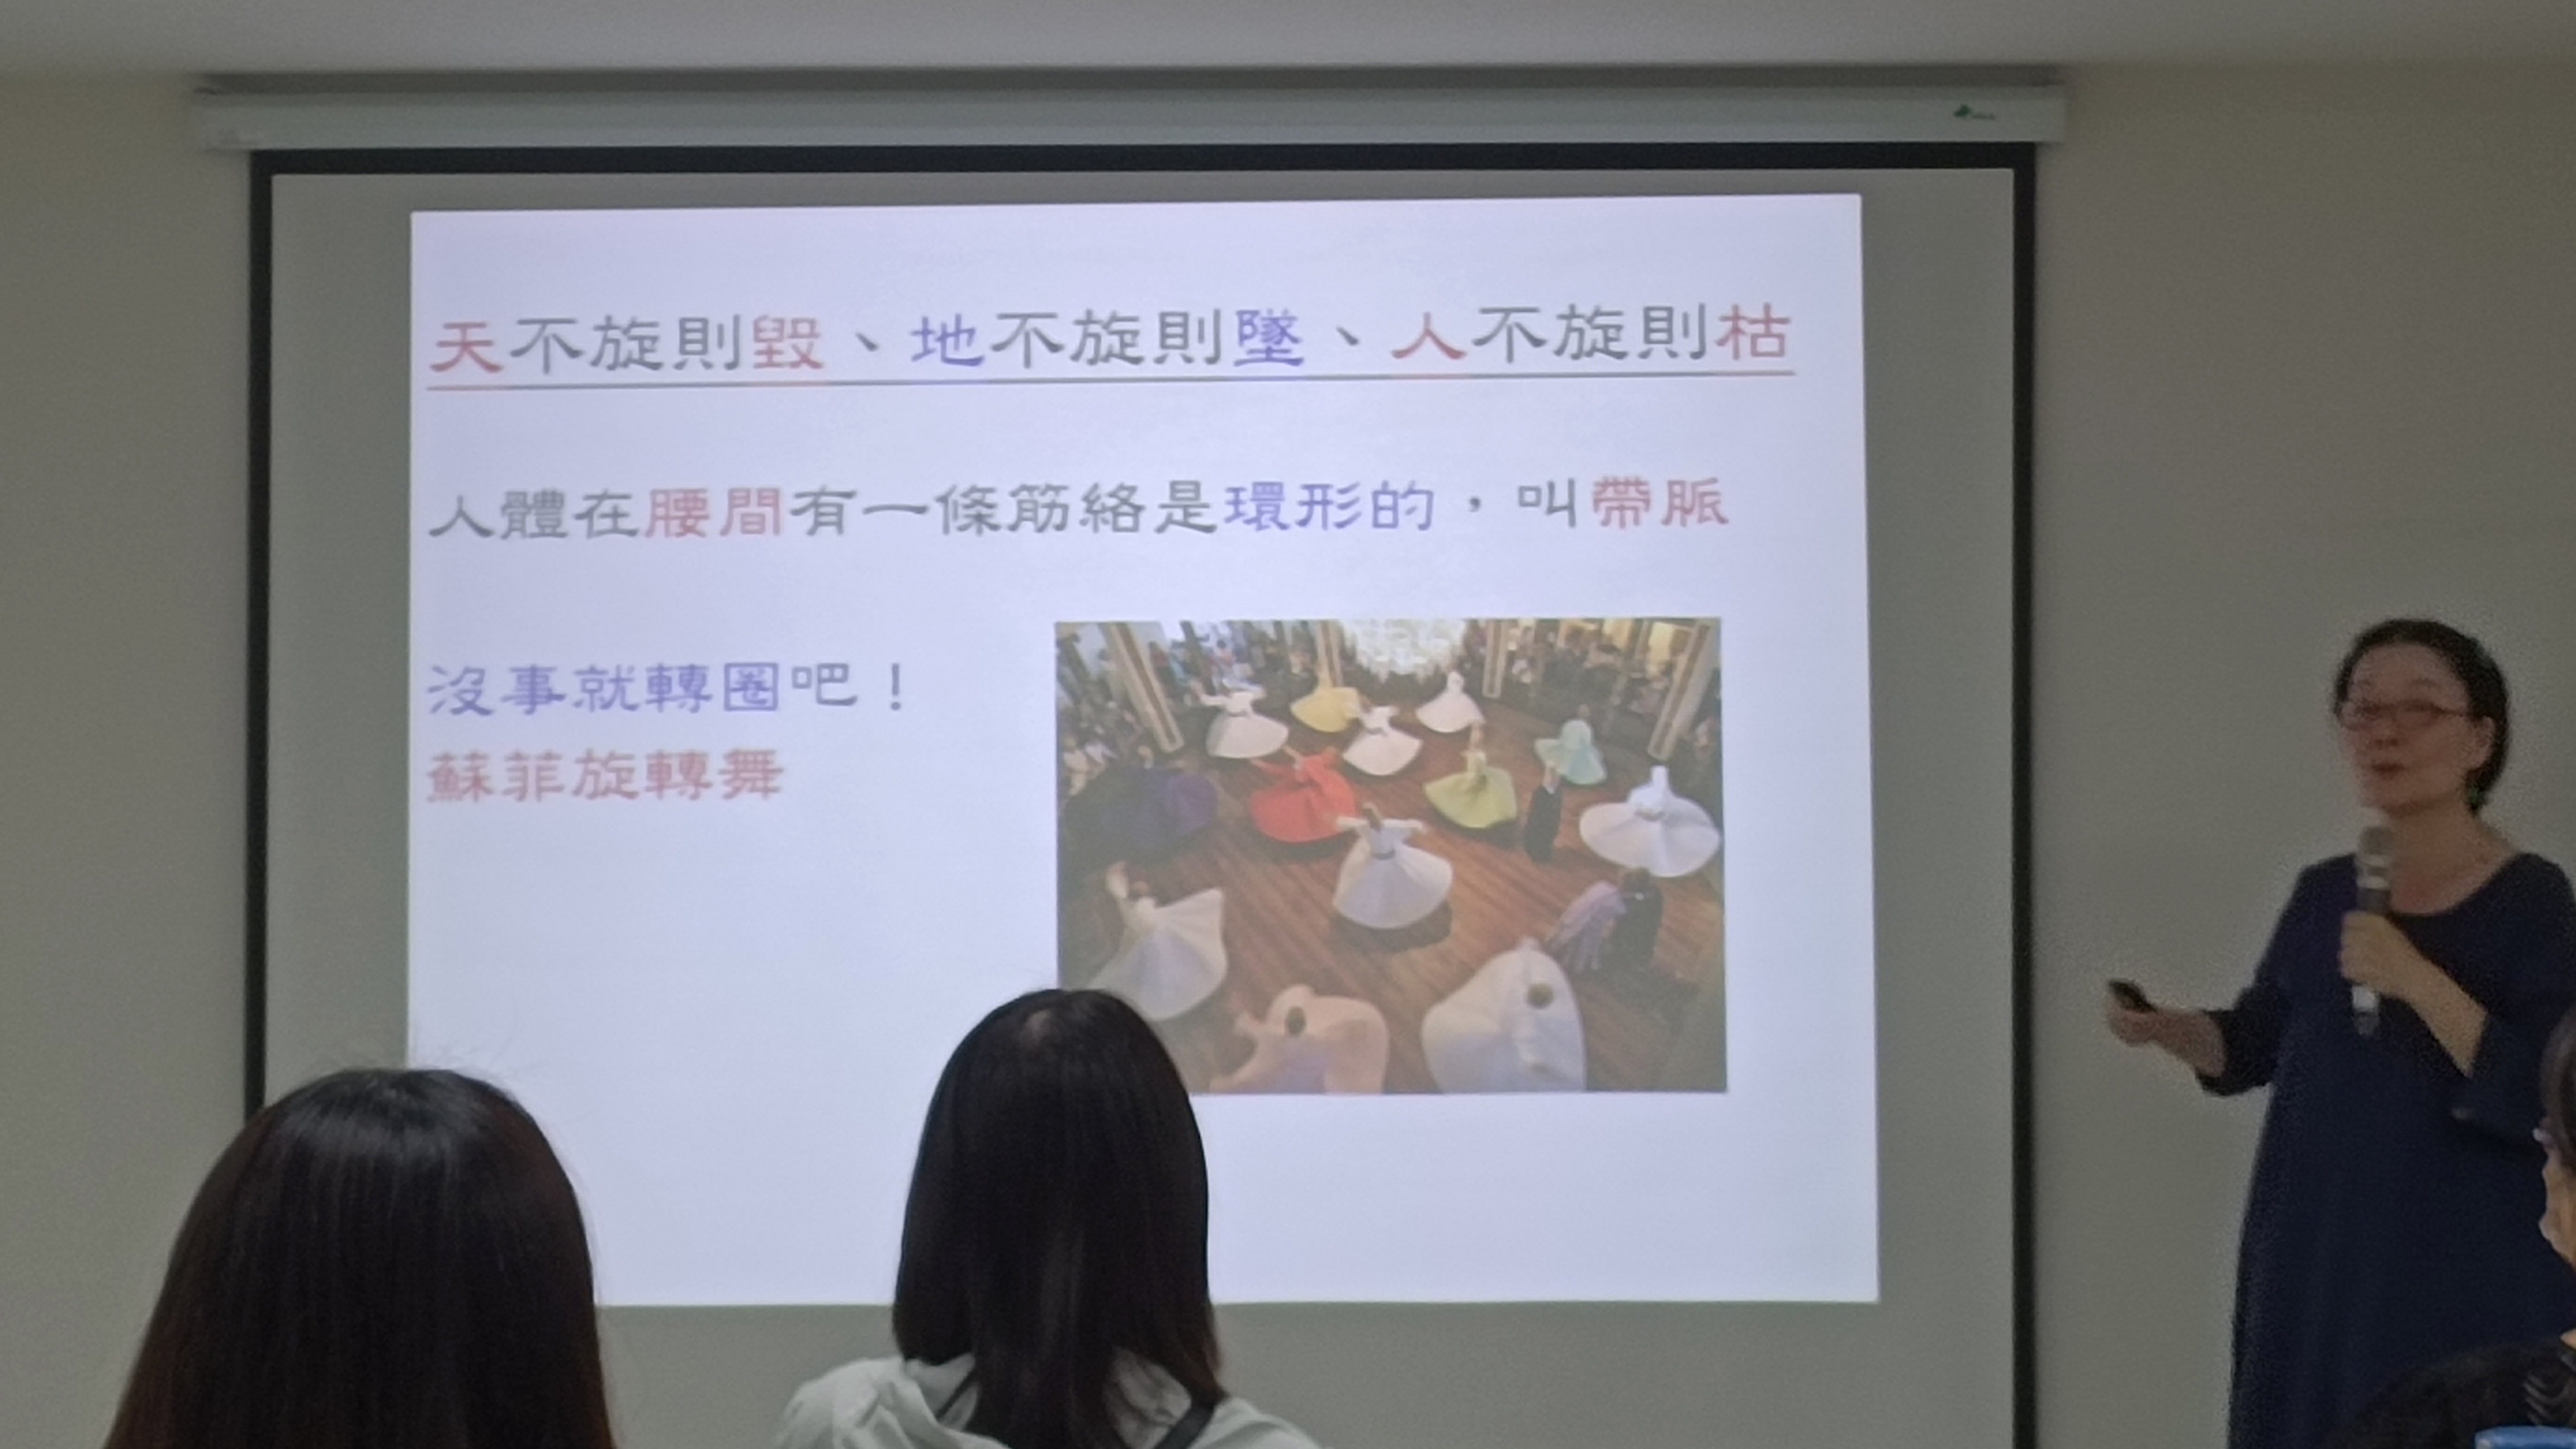 天不旋則毀、地不旋則墜、人不旋則枯
人體在腰間有一條筋絡是環形的，叫帶脈
沒事就轉圈吧！
蘇菲旋轉舞